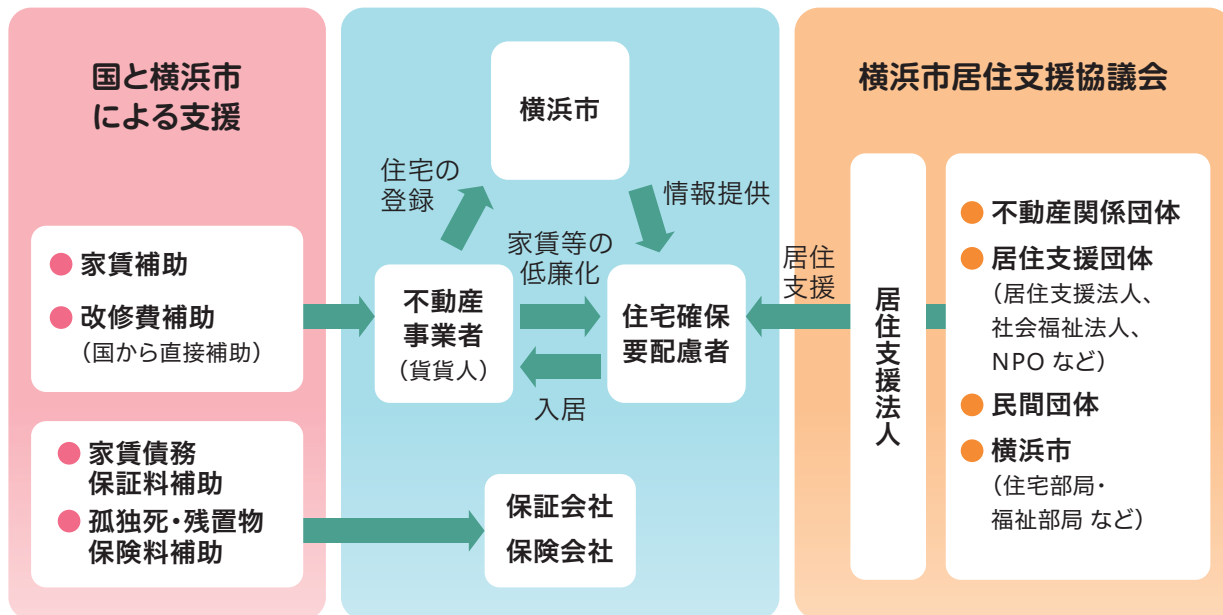 国と横浜市
による支援
● 家賃補助
● 改修費補助
（国から直接補助）
● 家賃債務
保証料補助
● 孤独死・残置物
保険料補助
横浜市
住宅の
登録
情報提供
家賃等の
低廉化
不動産
事業者
（貨貨人）
住宅確保
要配慮者
入居
保証会社
保険会社
横浜市居住支援協議会
居住
支援
居住支援法人
● 不動産関係団体
● 居住支援団体
（居住支援法人、
社会福祉法人、
NPO など）
● 民間団体
● 横浜市
（住宅部局・
福祉部局 など）